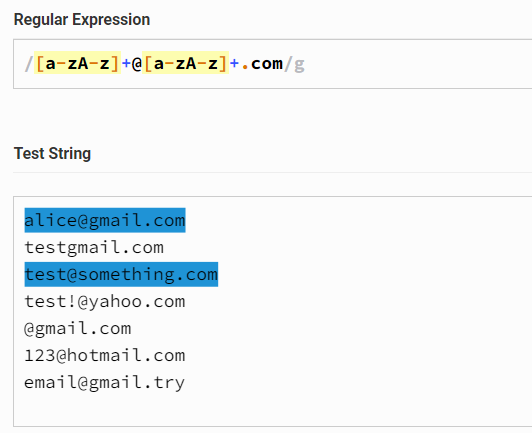 Regular Expression
/[a-zA-z]+@[a-zA-z]+.com/g
Test String
alice@gmail.com
testgmail.com
test@something.com
test!@yahoo.com
@gmail.com
123@hotmail.com
email@gmail.try